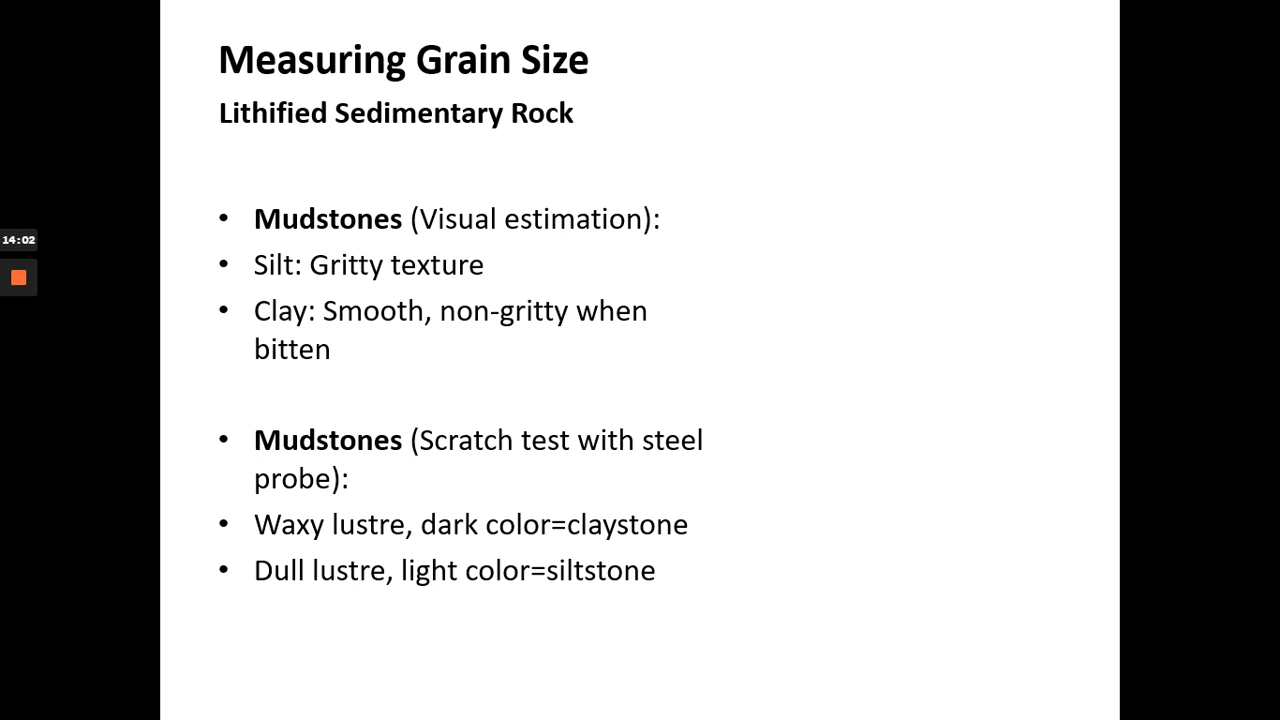 Measuring Grain Size
Lithified Sedimentary Rock
• Mudstones (Visual estimation):
• Silt: Gritty texture
• Clay: Smooth, non-gritty when
bitten
14:02
• Mudstones (Scratch test with steel
probe):
• Waxy lustre, dark color=claystone
• Dull lustre, light color=siltstone